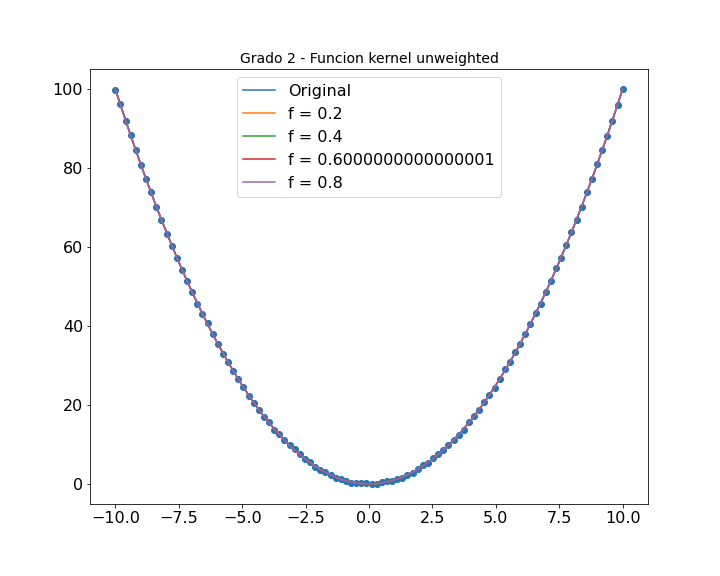 Grado 2 - Funcion kernel unweighted
Original
f = 0.2
f = 0.4
f = 0.6000000000000001
f = 0.8
100
80
60
40
20
0
−10.0 −7.5 −5.0 −2.5 0.0 2.5 5.0 7.5 10.0